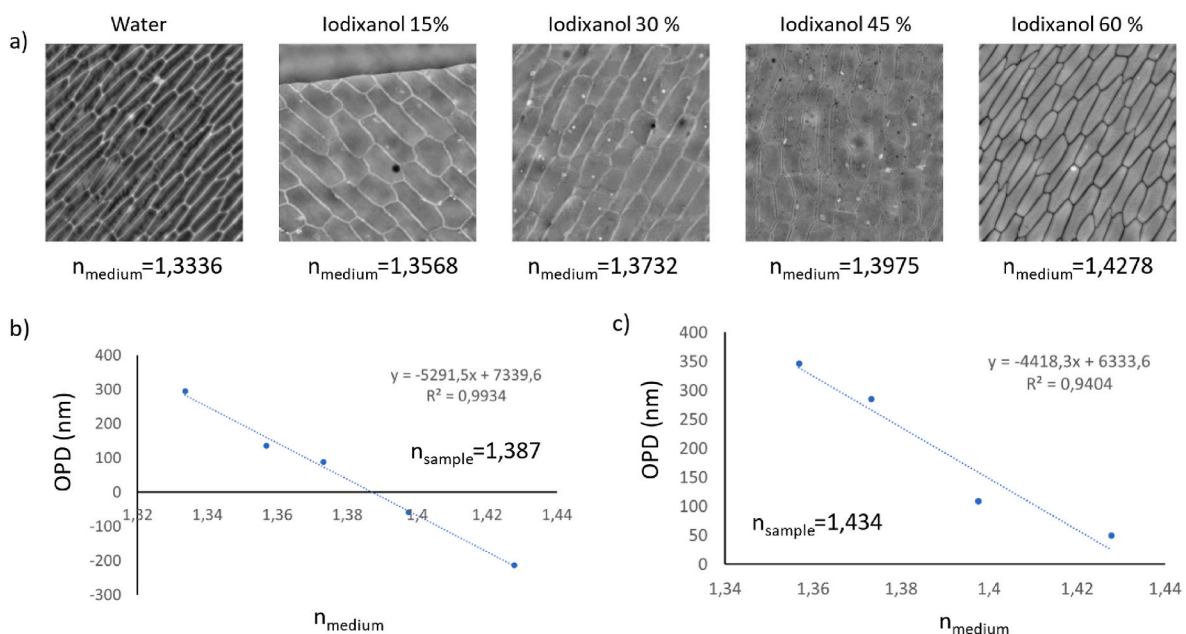 a)
Water
Iodixanol 15%
Iodixanol 30 %
Iodixanol 45 %
Iodixanol 60 %
nmedium=1,3336
nmedium=1,3568
nmedium=1,3732
nmedium=1,3975
nmedium=1,4278
b)
400
300
200
100
0
-100
-200
-300
OPD (nm)
y = -5291,5x + 7339,6
R² = 0,9934
nsample=1,387
1,32
1,34
1,36
1,38
1,4
1,42
1,44
nmedium
c)
400
350
300
250
200
150
100
50
0
OPD (nm)
y = -4418,3x + 6333,6
R² = 0,9404
nsample=1,434
1,34
1,36
1,38
1,4
1,42
1,44
nmedium